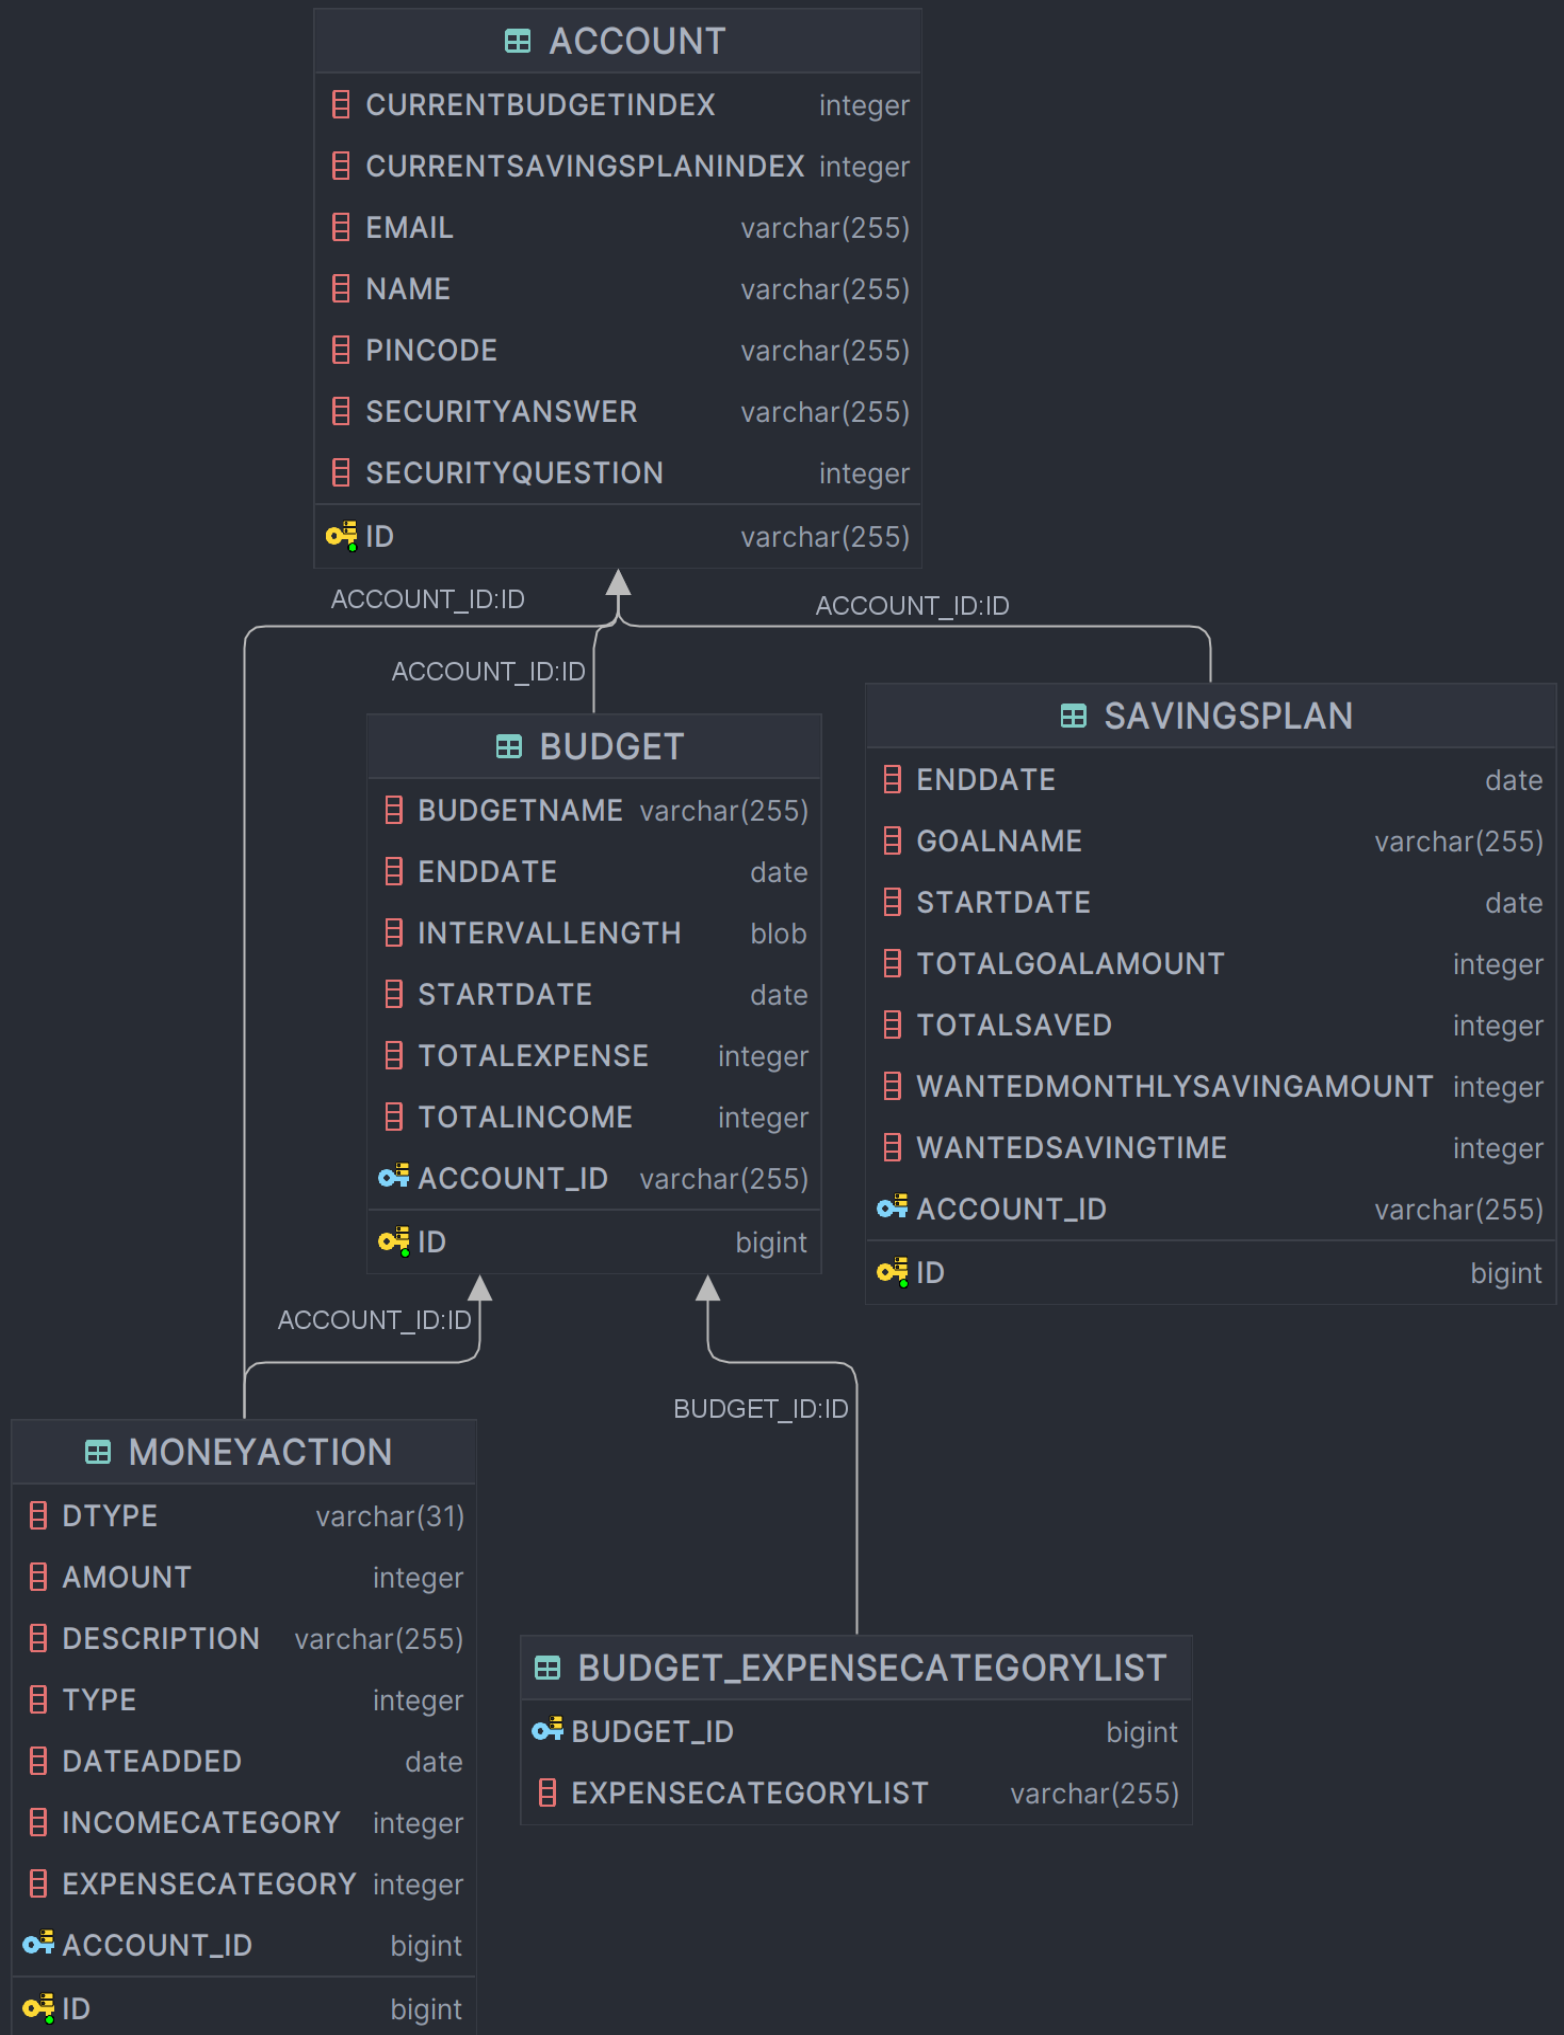 ACCOUNT
CURRENTBUDGETINDEX integer
CURRENTSAVINGSPLANINDEX integer
EMAIL varchar(255)
NAME varchar(255)
PINCODE varchar(255)
SECURITYANSWER varchar(255)
SECURITYQUESTION integer
ID varchar(255)
ACCOUNT_ID:ID
ACCOUNT_ID:ID
ACCOUNT_ID:ID
BUDGET
BUDGETNAME varchar(255)
ENDDATE date
INTERVALLENGTH blob
STARTDATE date
TOTALEXPENSE integer
TOTALINCOME integer
ACCOUNT_ID varchar(255)
ID bigint
SAVINGSPLAN
ENDDATE date
GOALNAME varchar(255)
STARTDATE date
TOTALGOALAMOUNT integer
TOTALSAVED integer
WANTEDMONTHLYSAVINGAMOUNT integer
WANTEDSAVINGTIME integer
ACCOUNT_ID varchar(255)
ID bigint
ACCOUNT_ID:ID
BUDGET_ID:ID
MONEYACTION
DTYPE varchar(31)
AMOUNT integer
DESCRIPTION varchar(255)
TYPE integer
DATEADDED date
INCOMECATEGORY integer
EXPENSECATEGORY integer
ACCOUNT_ID bigint
ID bigint
BUDGET_EXPENSECATEGORYLIST
BUDGET_ID bigint
EXPENSECATEGORYLIST varchar(255)